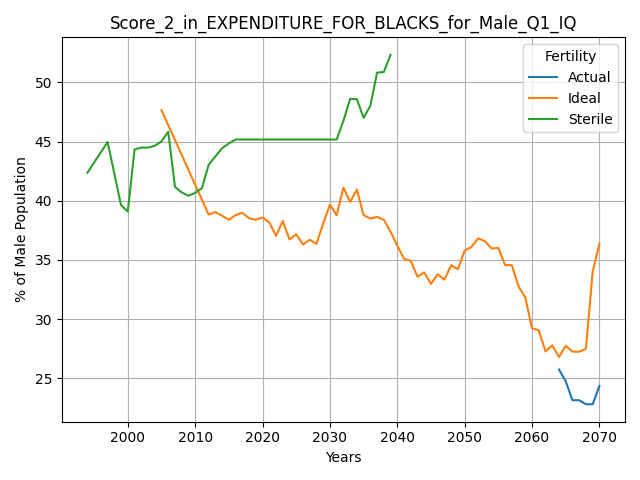 Score_2_in_EXPENDITURE_FOR_BLACKS_for_Male_Q1_IQ
Fertility
Actual
Ideal
Sterile
% of Male Population
50
45
40
35
30
25
2000 2010 2020 2030 2040 2050 2060 2070
Years